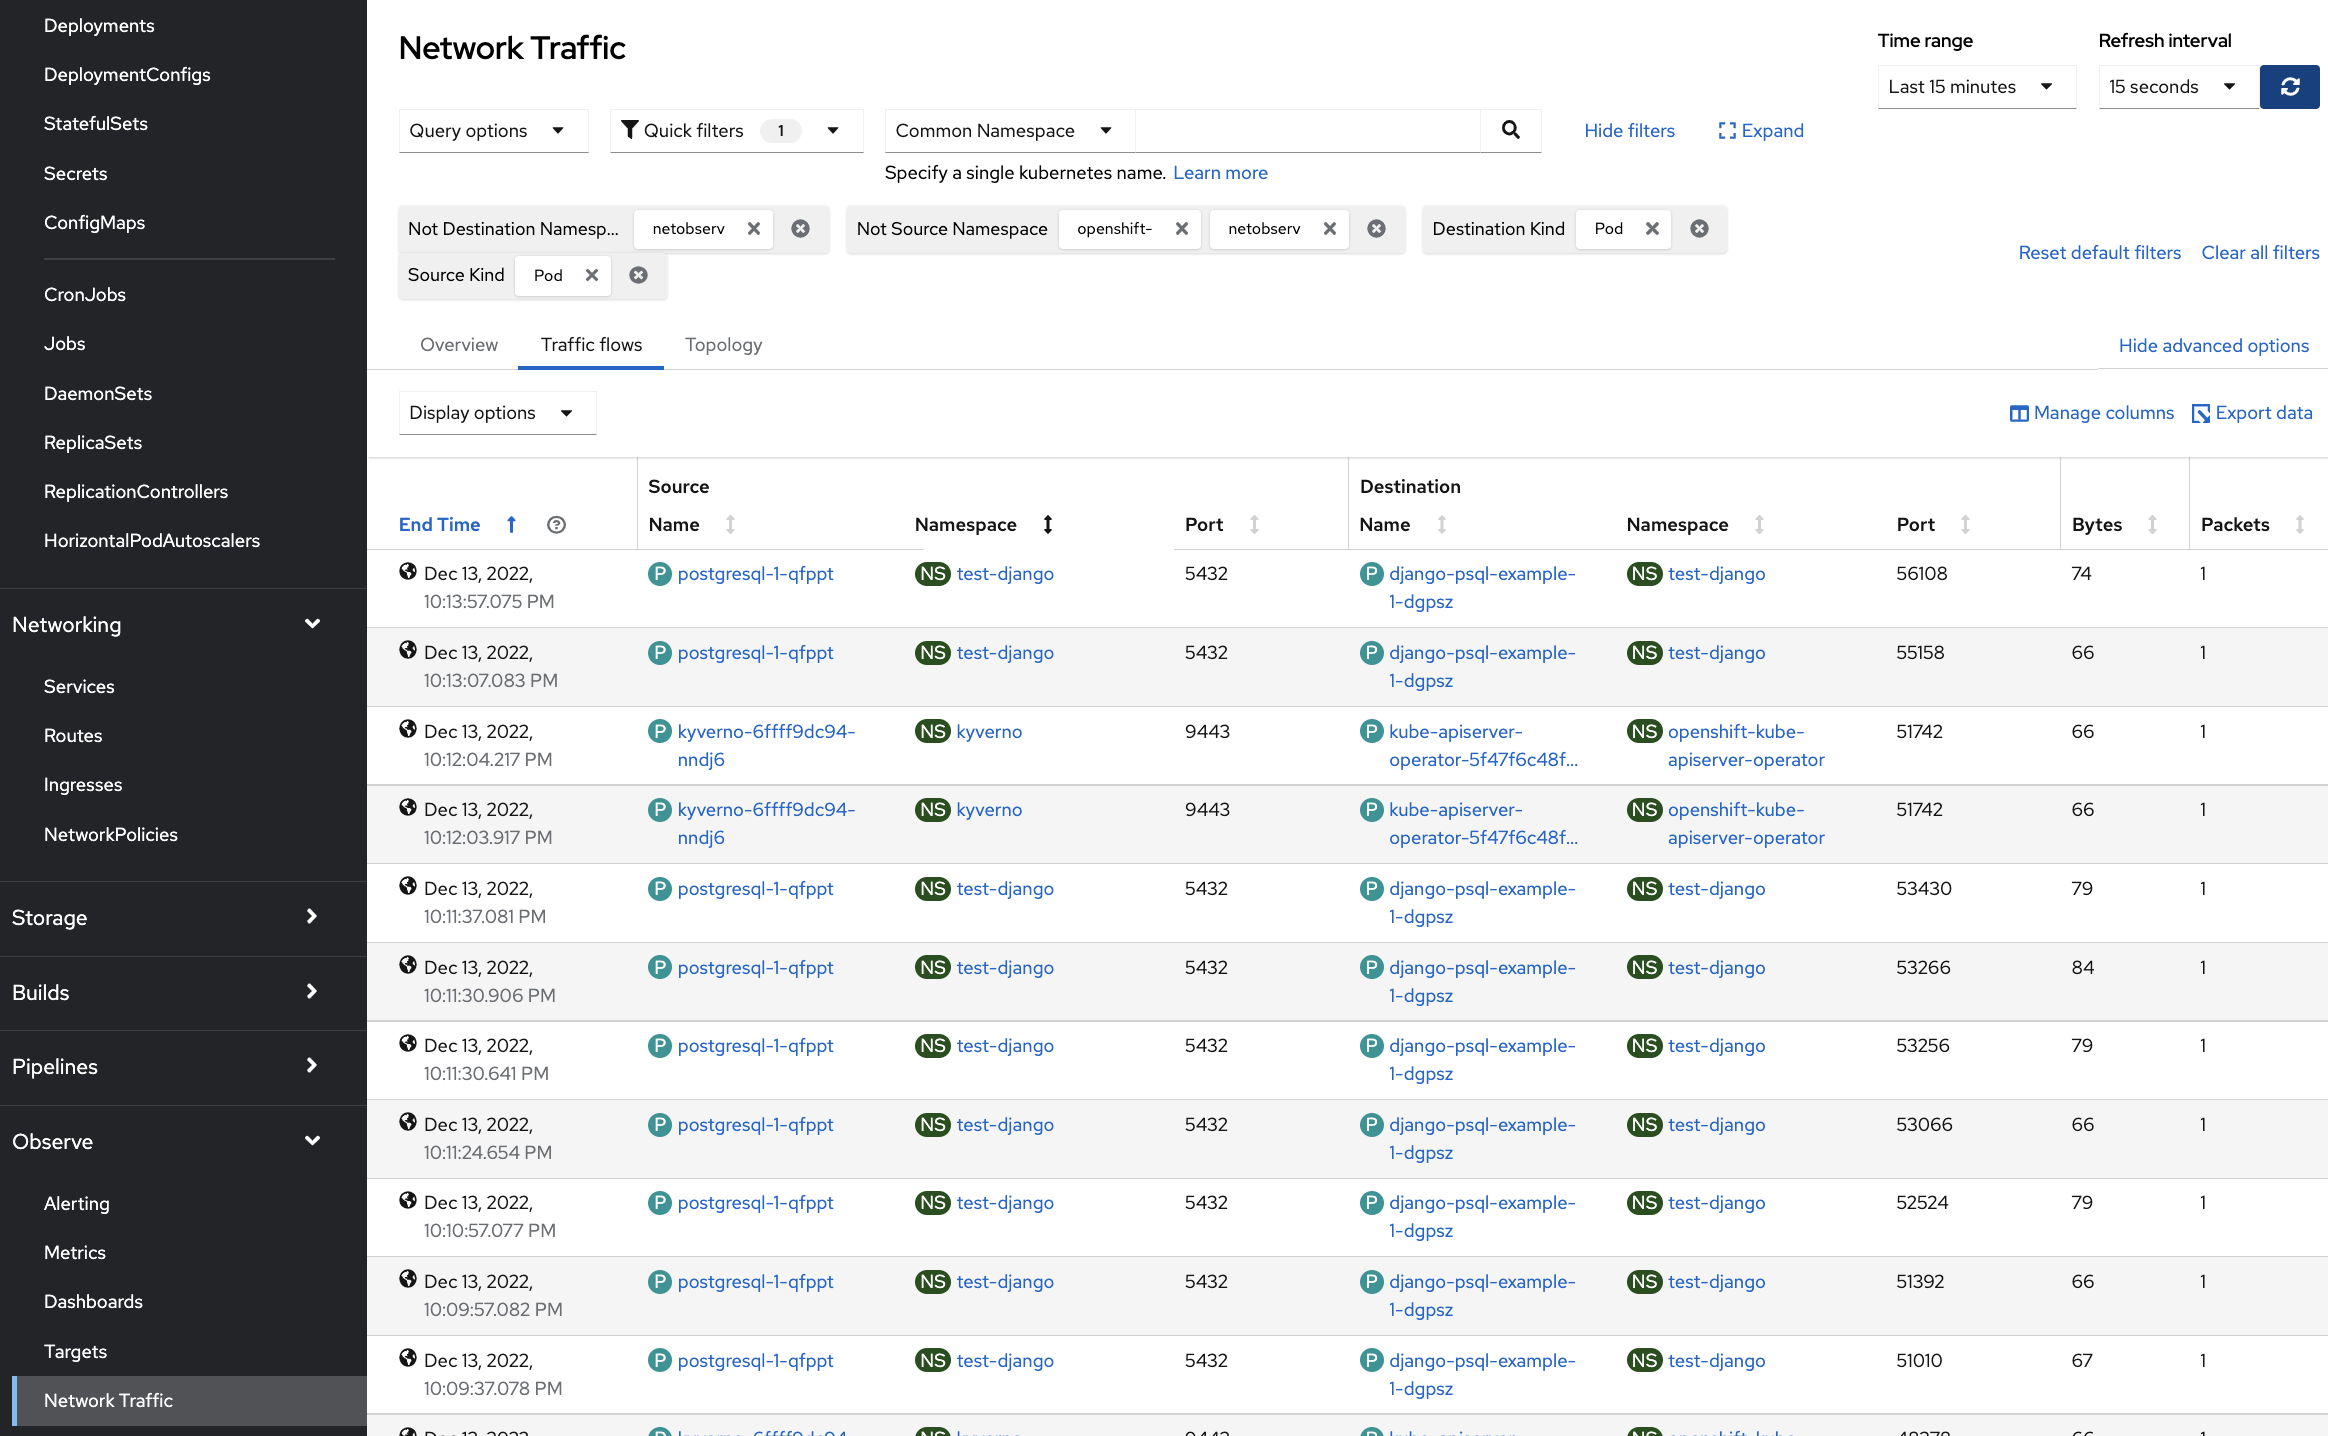 Deployments
DeploymentConfigs
StatefulSets
Secrets
ConfigMaps
CronJobs
Jobs
DaemonSets
ReplicaSets
ReplicationControllers
HorizontalPodAutoscalers
Networking
Services
Routes
Ingresses
NetworkPolicies
Storage
Builds
Pipelines
Observe
Alerting
Metrics
Dashboards
Targets
Network Traffic
Network Traffic
Time range
Refresh interval
Last 15 minutes
15 seconds
Query options
Quick filters 1
Common Namespace
Hide filters
Expand
Specify a single kubernetes name. Learn more
Not Destination Namesp... netobserv
Not Source Namespace openshift- netobserv
Destination Kind Pod
Source Kind Pod
Reset default filters Clear all filters
Overview Traffic flows Topology
Hide advanced options
Display options
Manage columns Export data
Source Destination
End Time Name Namespace Port Name Namespace Port Bytes Packets
Dec 13, 2022, P postgresql-1-qfppt NS test-django 5432 P django-psql-example- NS test-django 56108 74 1
10:13:57.075 PM 1-dgpsz
Dec 13, 2022, P postgresql-1-qfppt NS test-django 5432 P django-psql-example- NS test-django 55158 66 1
10:13:07.083 PM 1-dgpsz
Dec 13, 2022, P kyverno-6ffff9dc94- NS kyverno 9443 P kube-apiserver- NS openshift-kube- 51742 66 1
10:12:04.217 PM nndj6 operator-5f47f6c48f... apiserver-operator
Dec 13, 2022, P kyverno-6ffff9dc94- NS kyverno 9443 P kube-apiserver- NS openshift-kube- 51742 66 1
10:12:03.917 PM nndj6 operator-5f47f6c48f... apiserver-operator
Dec 13, 2022, P postgresql-1-qfppt NS test-django 5432 P django-psql-example- NS test-django 53430 79 1
10:11:37.081 PM 1-dgpsz
Dec 13, 2022, P postgresql-1-qfppt NS test-django 5432 P django-psql-example- NS test-django 53266 84 1
10:11:30.906 PM 1-dgpsz
Dec 13, 2022, P postgresql-1-qfppt NS test-django 5432 P django-psql-example- NS test-django 53256 79 1
10:11:30.641 PM 1-dgpsz
Dec 13, 2022, P postgresql-1-qfppt NS test-django 5432 P django-psql-example- NS test-django 53066 66 1
10:11:24.654 PM 1-dgpsz
Dec 13, 2022, P postgresql-1-qfppt NS test-django 5432 P django-psql-example- NS test-django 52524 79 1
10:10:57.077 PM 1-dgpsz
Dec 13, 2022, P postgresql-1-qfppt NS test-django 5432 P django-psql-example- NS test-django 51392 66 1
10:09:57.082 PM 1-dgpsz
Dec 13, 2022, P postgresql-1-qfppt NS test-django 5432 P django-psql-example- NS test-django 51010 67 1
10:09:37.078 PM 1-dgpsz